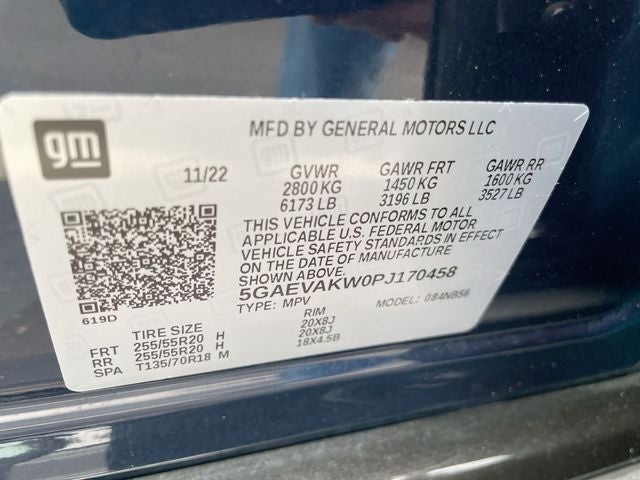 gm
MFD BY GENERAL MOTORS LLC
11/22 GVWR GAWR FRT GAWR RR
2800 KG 1450 KG 1600 KG
6173 LB 3196 LB 3527 LB
THIS VEHICLE CONFORMS TO ALL
APPLICABLE U.S. FEDERAL MOTOR
VEHICLE SAFETY STANDARDS IN EFFECT
ON THE DATE OF MANUFACTURE
SHOWN ABOVE.
5GAEVAKW0PJ170458
TYPE: MPV MODEL: 084NB56
619D
TIRE SIZE RIM
FRT 255/55R20 H 20X8J
RR 255/55R20 H 20X8J
SPA T135/70R18 M 18X4.5B